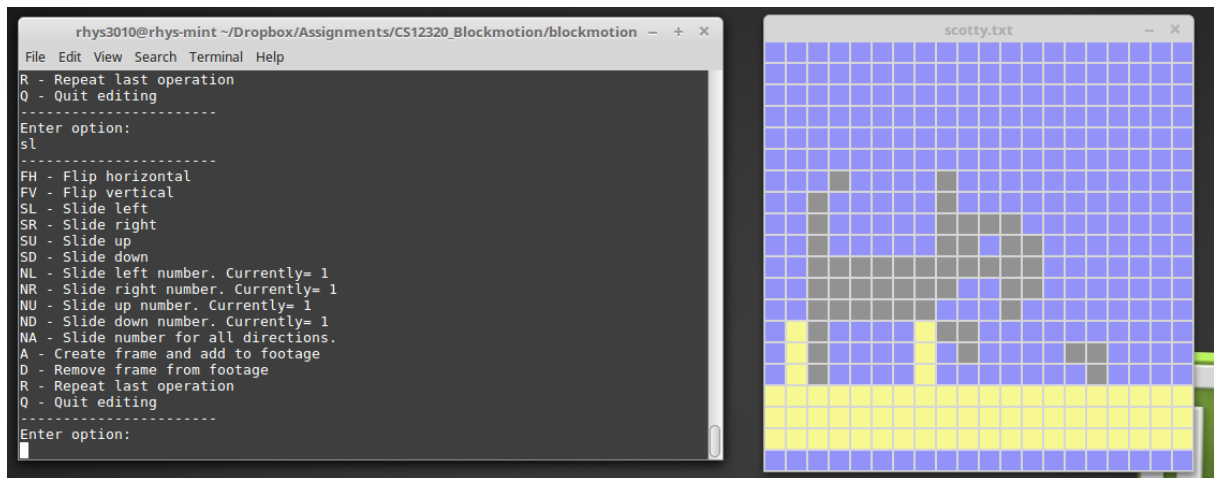 rhys3010@rhys-mint ~/Dropbox/Assignments/CS12320_Blockmotion/blockmotion
File Edit View Search Terminal Help
R - Repeat last operation
Q - Quit editing
-----------------------
Enter option:
sl
-----------------------
FH - Flip horizontal
FV - Flip vertical
SL - Slide left
SR - Slide right
SU - Slide up
SD - Slide down
NL - Slide left number. Currently= 1
NR - Slide right number. Currently= 1
NU - Slide up number. Currently= 1
ND - Slide down number. Currently= 1
NA - Slide number for all directions.
A - Create frame and add to footage
D - Remove frame from footage
R - Repeat last operation
Q - Quit editing
-----------------------
Enter option:
scotty.txt